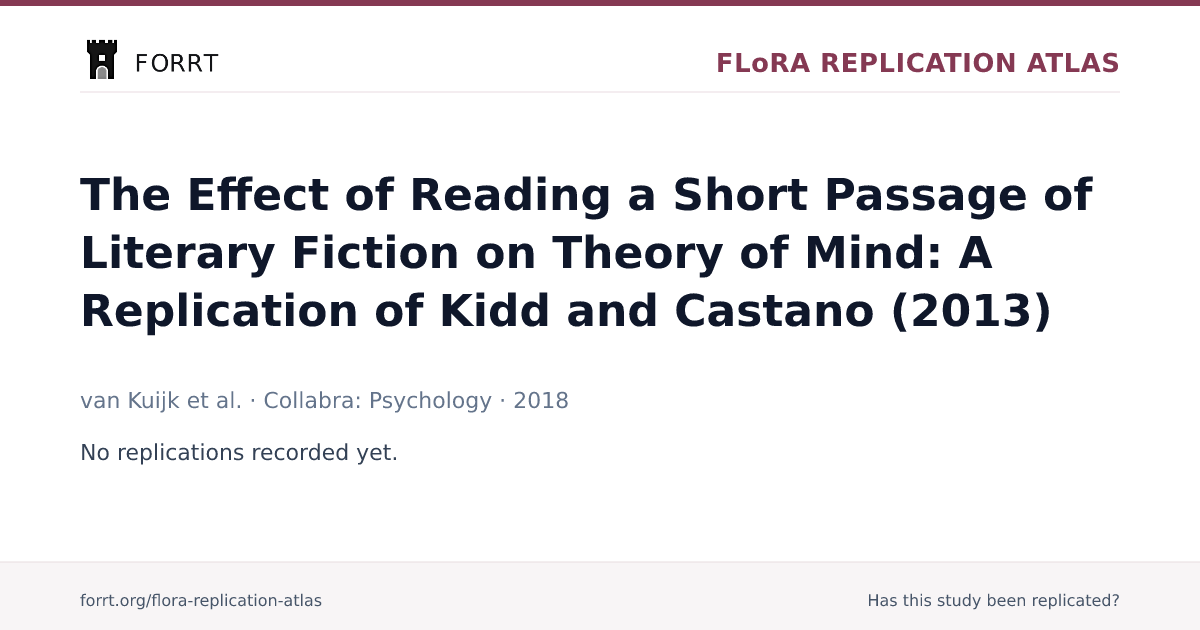 FORRT
FLoRA REPLICATION ATLAS
The Effect of Reading a Short Passage of
Literary Fiction on Theory of Mind: A
Replication of Kidd and Castano (2013)
van Kuijk et al. · Collabra: Psychology · 2018
No replications recorded yet.
forrt.org/flora-replication-atlas
Has this study been replicated?